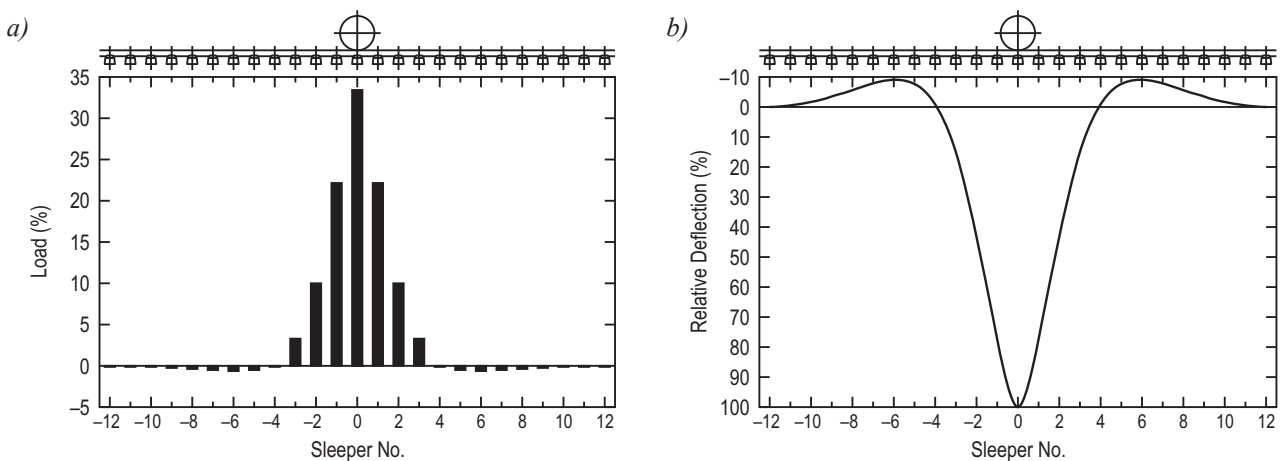 a)
35
30
25
20
15
10
5
0
–5
Load (%)
–12 –10 –8 –6 –4 –2 0 2 4 6 8 10 12
Sleeper No.
b)
–10
0
10
20
30
40
50
60
70
80
90
100
Relative Deflection (%)
–12 –10 –8 –6 –4 –2 0 2 4 6 8 10 12
Sleeper No.